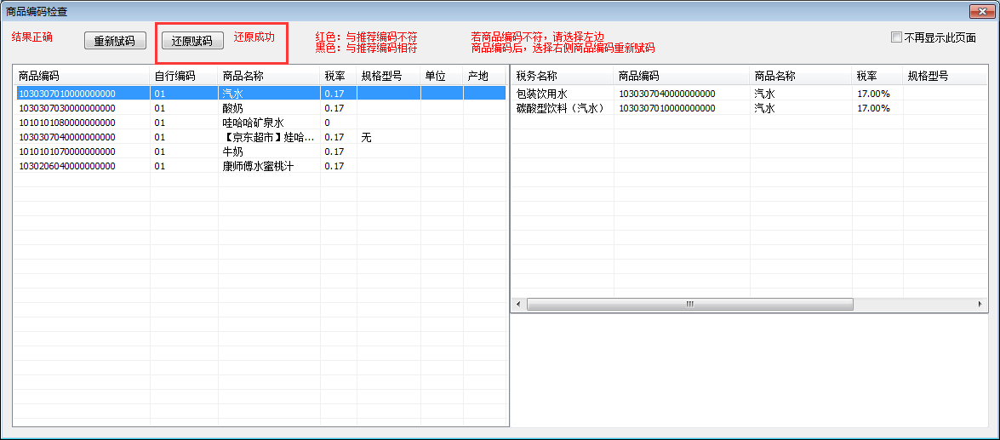 商品编码检查
结果正确 重新赋码 还原赋码 还原成功 红色：与推荐编码不符 若商品编码不符，请选择左边 不再显示此页面
黑色：与推荐编码相符 商品编码后，选择右侧商品编码重新赋码
商品编码 自行编码 商品名称 税率 规格型号 单位 产地
1030307010000000000 01 汽水 0.17
1030307030000000000 01 酸奶 0.17
1010101080000000000 01 哇哈哈矿泉水 0
1030307040000000000 01 【京东超市】娃哈... 0.17 无
1010101070000000000 01 牛奶 0.17
1030206040000000000 01 康师傅水蜜桃汁 0.17
税务名称 商品编码 商品名称 税率 规格型号
包装饮用水 1030307040000000000 汽水 17.00%
碳酸型饮料（汽水） 1030307010000000000 汽水 17.00%